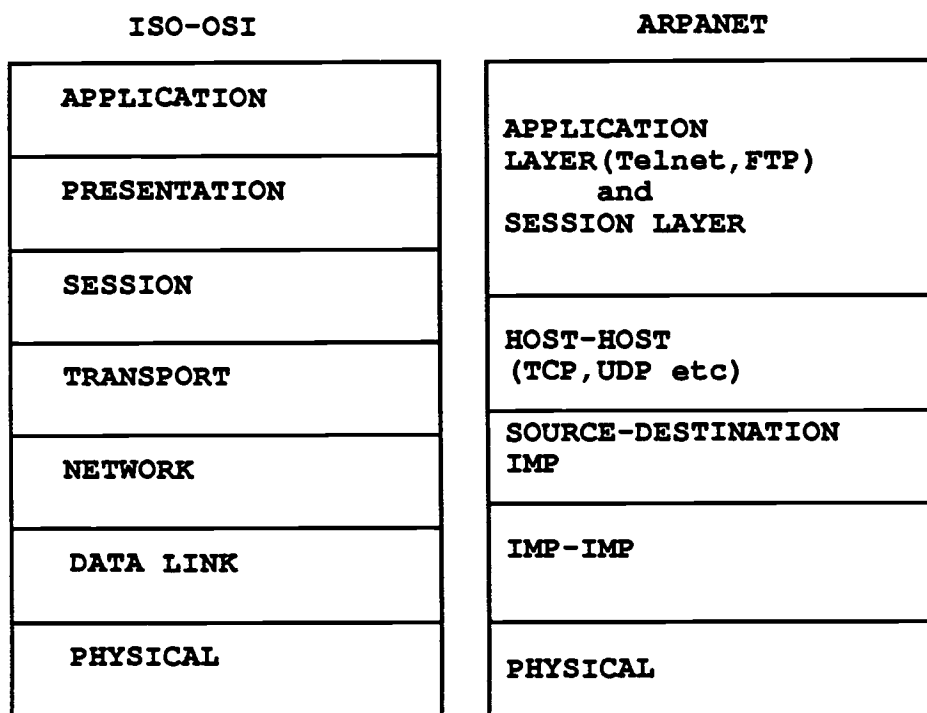 ISO-OSI
APPLICATION
PRESENTATION
SESSION
TRANSPORT
NETWORK
DATA LINK
PHYSICAL
ARPANET
APPLICATION
LAYER(Telnet,FTP)
and
SESSION LAYER
HOST-HOST
(TCP,UDP etc)
SOURCE-DESTINATION
IMP
IMP-IMP
PHYSICAL